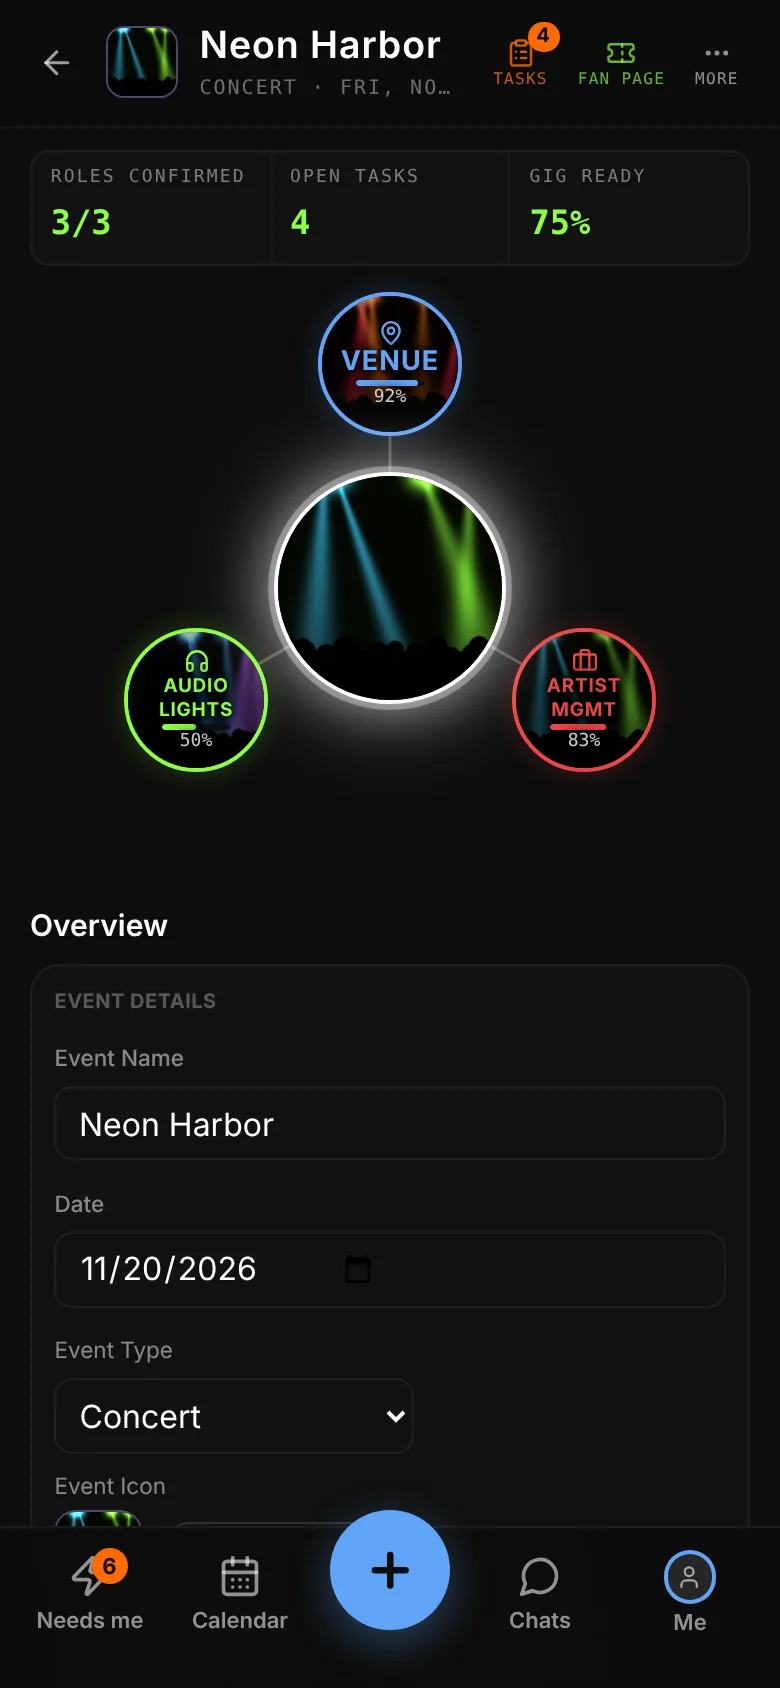 Neon Harbor
CONCERT · FRI, NO…
4
TASKS
FAN PAGE
MORE
ROLES CONFIRMED
3/3
OPEN TASKS
4
GIG READY
75%
VENUE
92%
AUDIO
LIGHTS
50%
ARTIST
MGMT
83%
Overview
EVENT DETAILS
Event Name
Neon Harbor
Date
11/20/2026
Event Type
Concert
Event Icon
6
Needs me
Calendar
Chats
Me